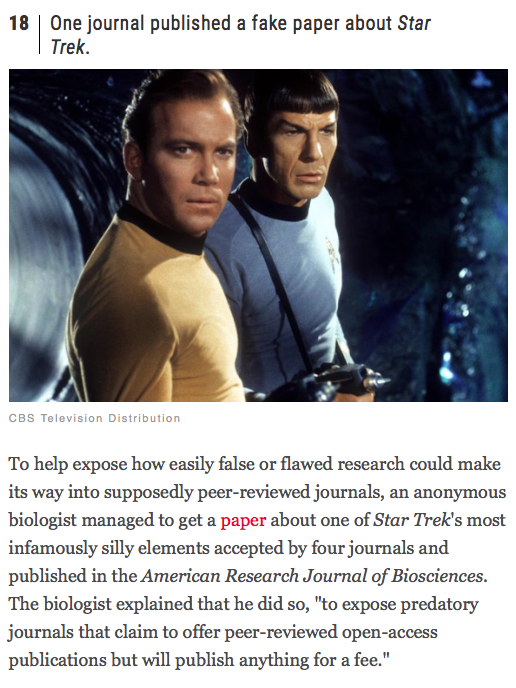 18 One journal published a fake paper about Star
Trek.
CBS Television Distribution
To help expose how easily false or flawed research could make
its way into supposedly peer-reviewed journals, an anonymous
biologist managed to get a paper about one of Star Trek's most
infamously silly elements accepted by four journals and
published in the American Research Journal of Biosciences.
The biologist explained that he did so, "to expose predatory
journals that claim to offer peer-reviewed open-access
publications but will publish anything for a fee."